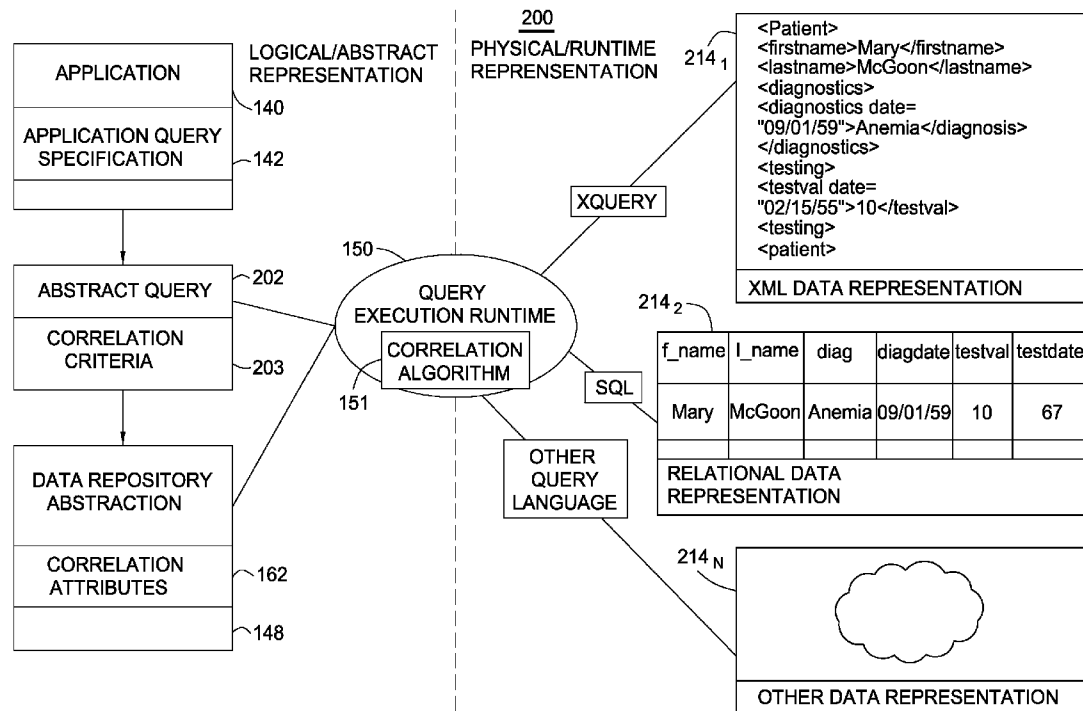 200
LOGICAL/ABSTRACT
REPRESENTATION
PHYSICAL/RUNTIME
REPRENSENTATION
APPLICATION
140
APPLICATION QUERY
SPECIFICATION
142
202
ABSTRACT QUERY
CORRELATION
CRITERIA
203
DATA REPOSITORY
ABSTRACTION
CORRELATION
ATTRIBUTES
162
148
150
QUERY
EXECUTION RUNTIME
CORRELATION
ALGORITHM
151
XQUERY
SQL
OTHER
QUERY
LANGUAGE
214 1
<Patient>
<firstname>Mary</firstname>
<lastname>McGoon</lastname>
<diagnostics>
<diagnostics date=
"09/01/59">Anemia</diagnosis>
</diagnostics>
<testing>
<testval date=
"02/15/55">10</testval>
<testing>
<patient>
XML DATA REPRESENTATION
214 2
f_name l_name diag diagdate testval testdate
Mary McGoon Anemia 09/01/59 10 67
RELATIONAL DATA
REPRESENTATION
214 N
OTHER DATA REPRESENTATION